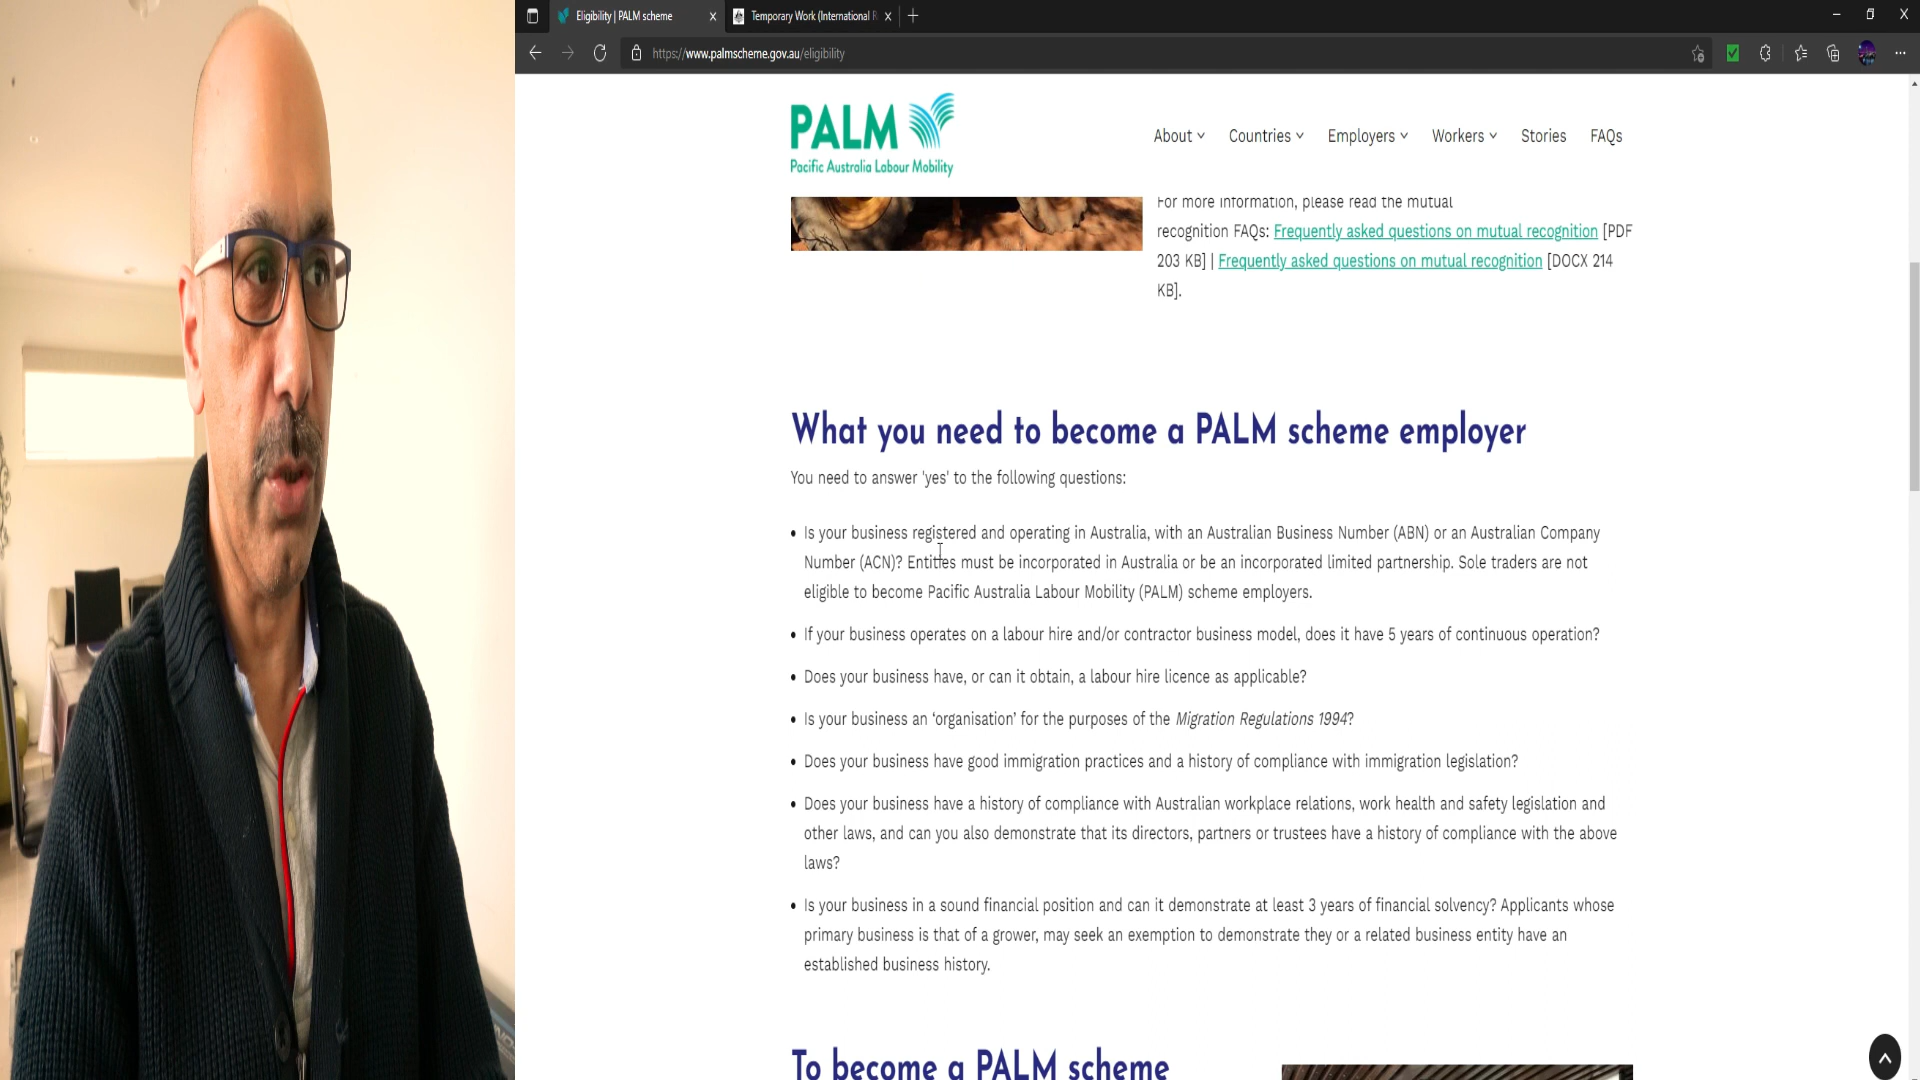 Eligibility | PALM scheme
Temporary Work (International R
https://www.palmscheme.gov.au/eligibility
PALM
Pacific Australia Labour Mobility
About
Countries
Employers
Workers
Stories
FAQs
For more information, please read the mutual
recognition FAQs: Frequently asked questions on mutual recognition [PDF
203 KB] | Frequently asked questions on mutual recognition [DOCX 214
KB].
What you need to become a PALM scheme employer
You need to answer 'yes' to the following questions:
• Is your business registered and operating in Australia, with an Australian Business Number (ABN) or an Australian Company
Number (ACN)? Entities must be incorporated in Australia or be an incorporated limited partnership. Sole traders are not
eligible to become Pacific Australia Labour Mobility (PALM) scheme employers.
• If your business operates on a labour hire and/or contractor business model, does it have 5 years of continuous operation?
• Does your business have, or can it obtain, a labour hire licence as applicable?
• Is your business an ‘organisation’ for the purposes of the Migration Regulations 1994?
• Does your business have good immigration practices and a history of compliance with immigration legislation?
• Does your business have a history of compliance with Australian workplace relations, work health and safety legislation and
other laws, and can you also demonstrate that its directors, partners or trustees have a history of compliance with the above
laws?
• Is your business in a sound financial position and can it demonstrate at least 3 years of financial solvency? Applicants whose
primary business is that of a grower, may seek an exemption to demonstrate they or a related business entity have an
established business history.
To become a PALM scheme